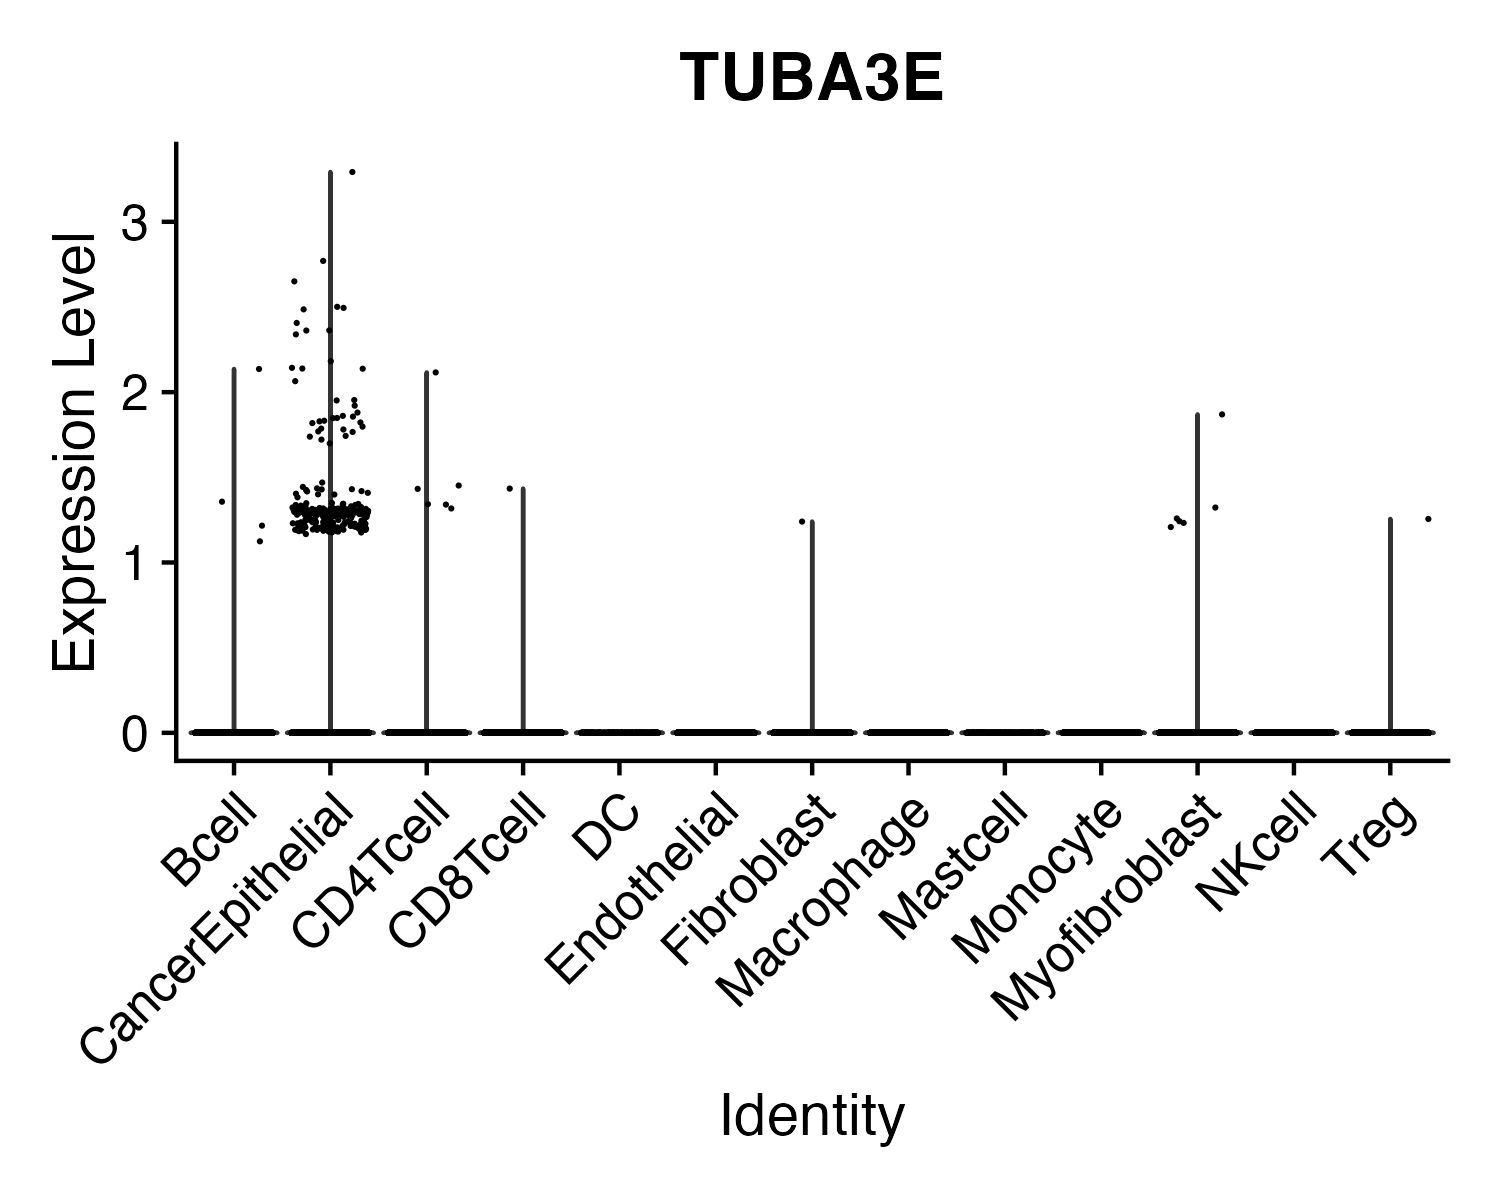 TUBA3E
Expression Level
3
2
1
0
Bcell
CancerEpithelial
CD4Tcell
CD8Tcell
DC
Endothelial
Fibroblast
Macrophage
Mastcell
Monocyte
Myofibroblast
NKcell
Treg
Identity